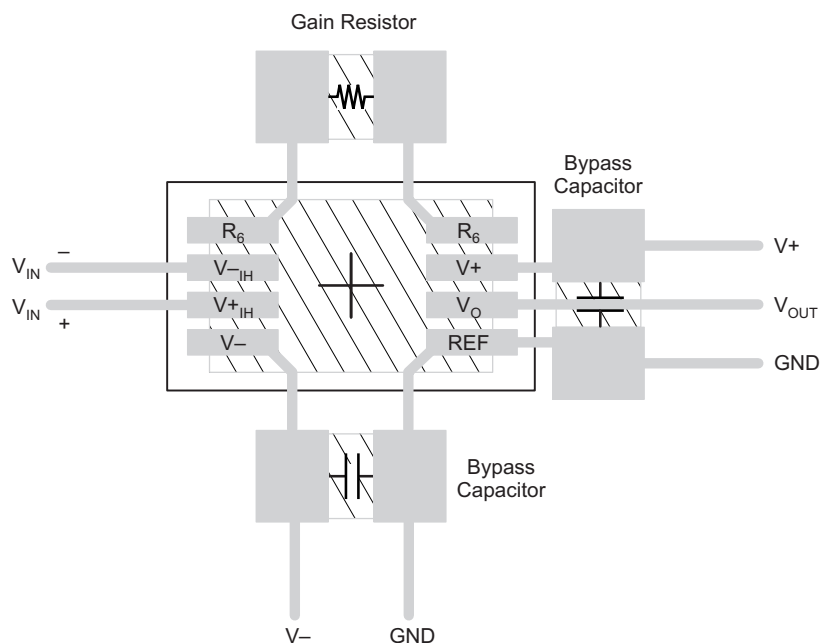 Gain Resistor
Bypass
Capacitor
R6
R6
V+
VIN –
V–IH
V+
VIN +
V+IH
VO
VOUT
V–
REF
GND
Bypass
Capacitor
V–
GND